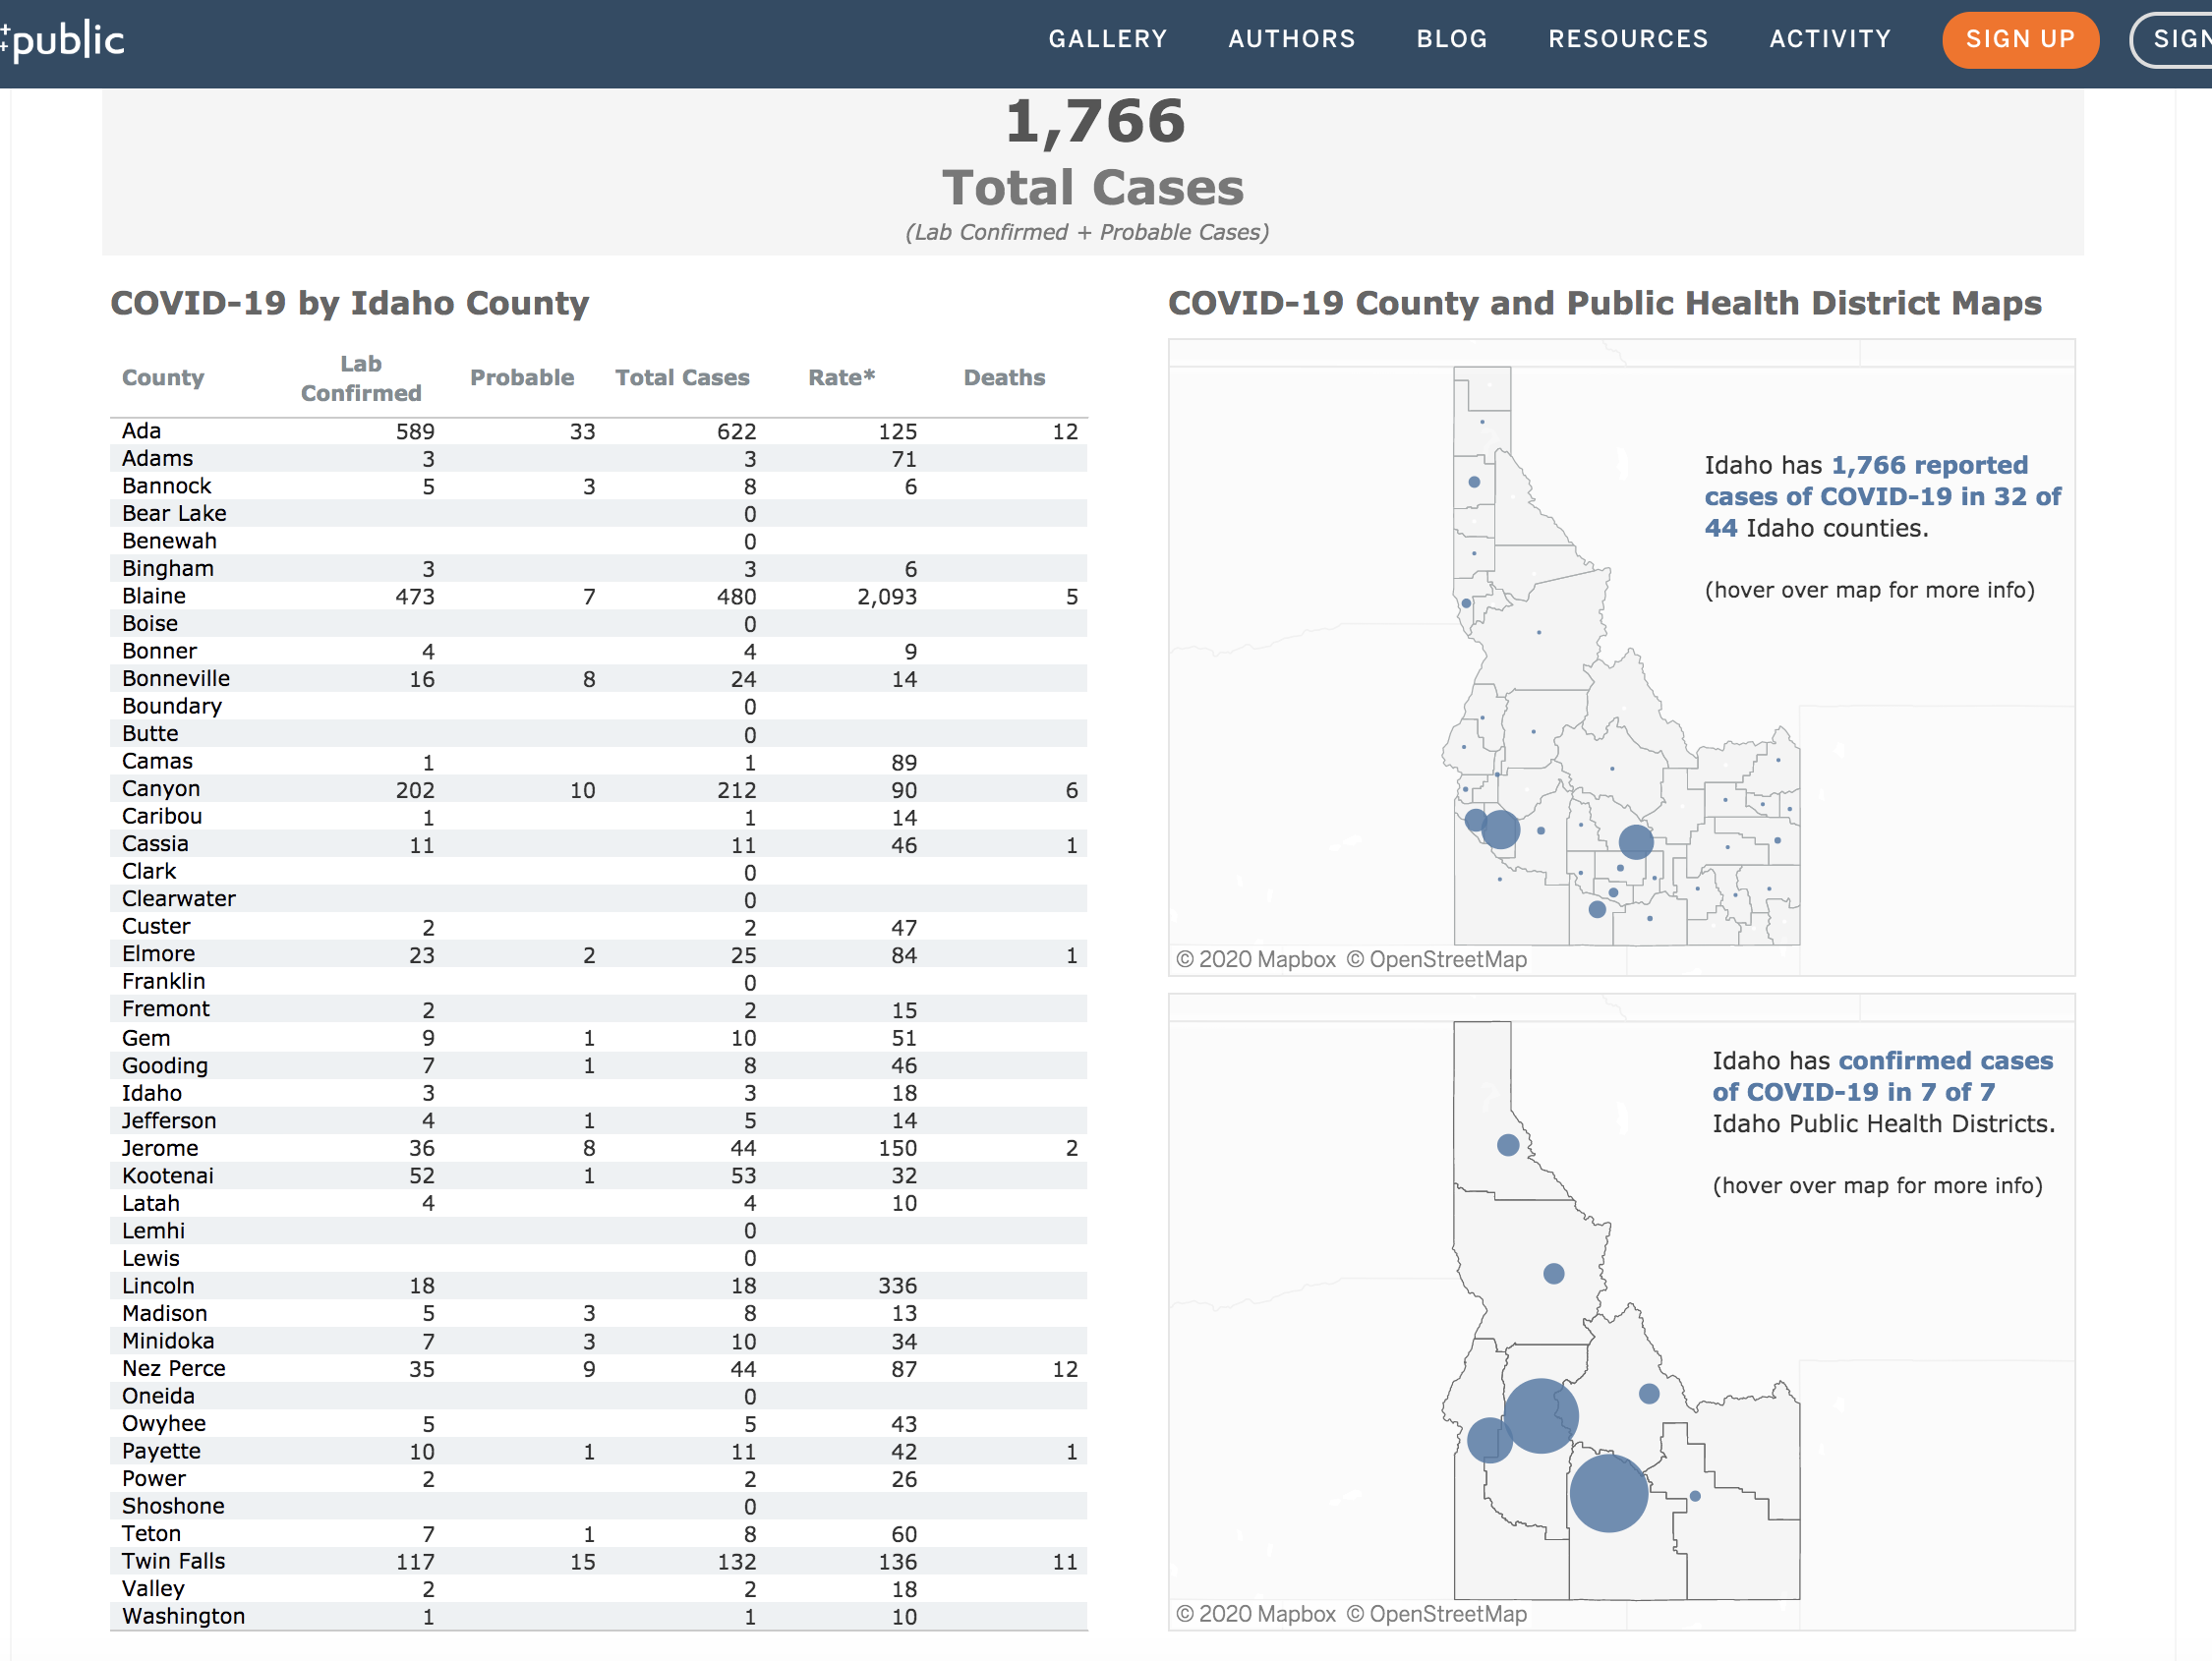 public GALLERY AUTHORS BLOG RESOURCES ACTIVITY SIGN UP SIGN
1,766
Total Cases
(Lab Confirmed + Probable Cases)
COVID-19 by Idaho County
County Lab Confirmed Probable Total Cases Rate* Deaths
Ada 589 33 622 125 12
Adams 3 3 71
Bannock 5 3 8 6
Bear Lake 0
Benewah 0
Bingham 3 3 6
Blaine 473 7 480 2,093 5
Boise 0
Bonner 4 4 9
Bonneville 16 8 24 14
Boundary 0
Butte 0
Camas 1 1 89
Canyon 202 10 212 90 6
Caribou 1 1 14
Cassia 11 11 46 1
Clark 0
Clearwater 0
Custer 2 2 47
Elmore 23 2 25 84 1
Franklin 0
Fremont 2 2 15
Gem 9 1 10 51
Gooding 7 1 8 46
Idaho 3 3 18
Jefferson 4 1 5 14
Jerome 36 8 44 150 2
Kootenai 52 1 53 32
Latah 4 4 10
Lemhi 0
Lewis 0
Lincoln 18 18 336
Madison 5 3 8 13
Minidoka 7 3 10 34
Nez Perce 35 9 44 87 12
Oneida 0
Owyhee 5 5 43
Payette 10 1 11 42 1
Power 2 2 26
Shoshone 0
Teton 7 1 8 60
Twin Falls 117 15 132 136 11
Valley 2 2 18
Washington 1 1 10
COVID-19 County and Public Health District Maps
Idaho has 1,766 reported
cases of COVID-19 in 32 of
44 Idaho counties.
(hover over map for more info)
© 2020 Mapbox © OpenStreetMap
Idaho has confirmed cases
of COVID-19 in 7 of 7
Idaho Public Health Districts.
(hover over map for more info)
© 2020 Mapbox © OpenStreetMap